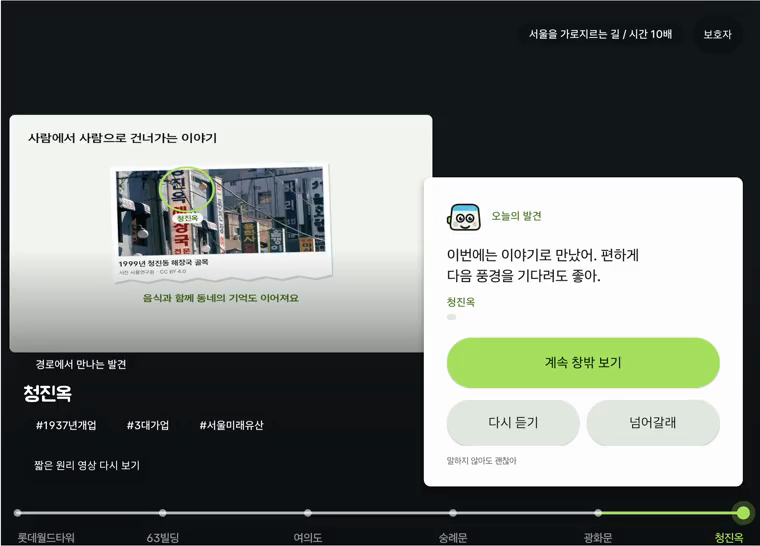 서울을 가로지르는 길 / 시간 10배
보호자
사람에서 사람으로 건너가는 이야기
청진옥
해장국
청진옥
1999년 청진동 해장국 골목
사진 서울연구원 · CC BY 4.0
음식과 함께 동네의 기억도 이어져요
오늘의 발견
이번에는 이야기로 만났어. 편하게
다음 풍경을 기다려도 좋아.
청진옥
계속 창밖 보기
다시 듣기
넘어갈래
말하지 않아도 괜찮아
경로에서 만나는 발견
청진옥
#1937년개업
#3대가업
#서울미래유산
짧은 원리 영상 다시 보기
롯데월드타워
63빌딩
여의도
숭례문
광화문
청진옥